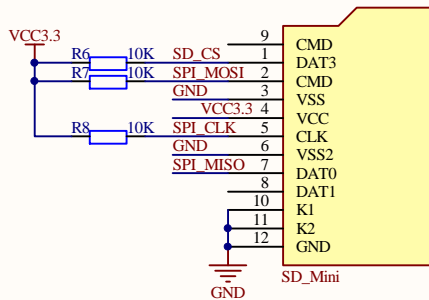 VCC3.3
9 CMD
R6 10K SD_CS 1 DAT3
R7 10K SPI_MOSI 2 CMD
GND 3 VSS
VCC3.3 4 VCC
R8 10K SPI_CLK 5 CLK
GND 6 VSS2
SPI_MISO 7 DAT0
8 DAT1
10 K1
11 K2
12 GND
SD_Mini
GND